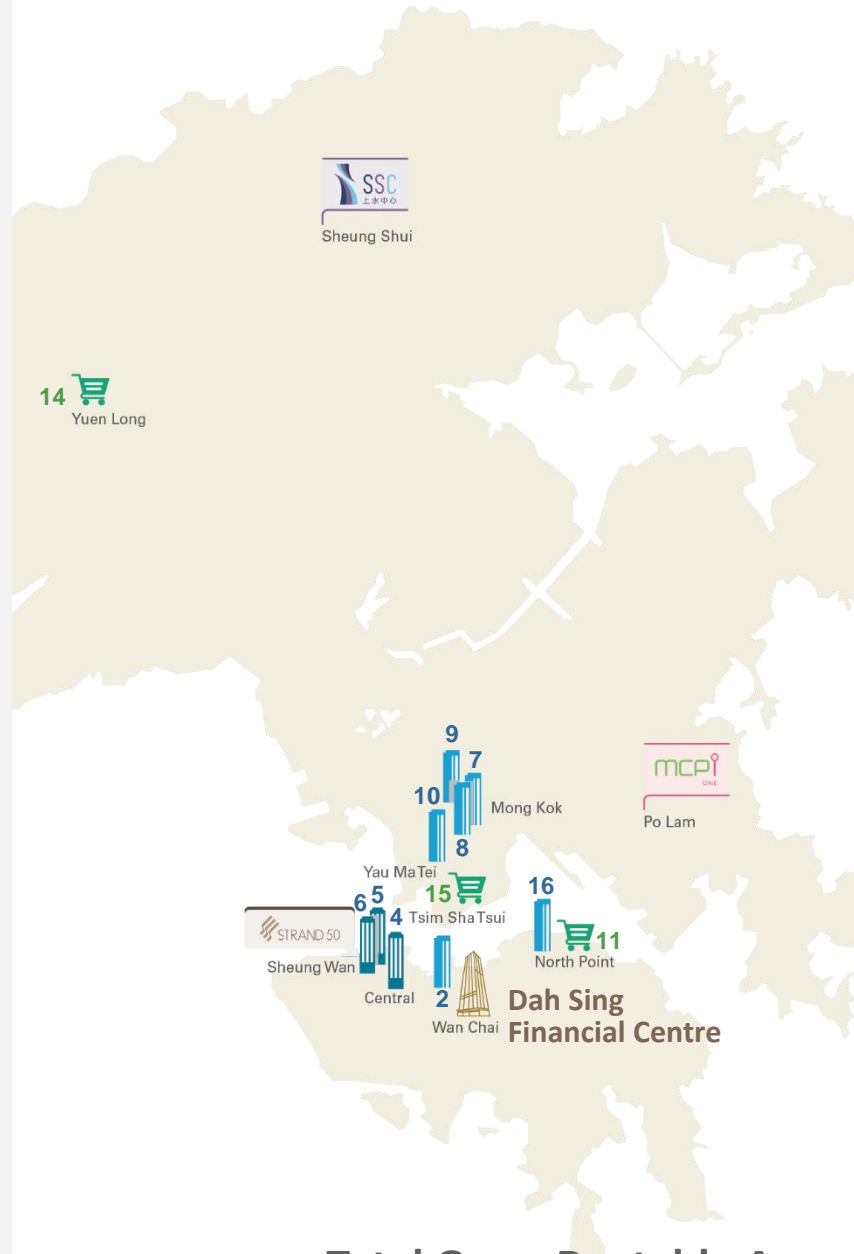 SSC
上水中心
Sheung Shui
14
Yuen Long
9
7
10
Mong Kok
8
mcpi
ONE
Po Lam
Yau Ma Tei
15
Tsim Sha Tsui
16
11
North Point
6
5
4
STRAND 50
Sheung Wan
Central
2
Wan Chai
Dah Sing
Financial Centre